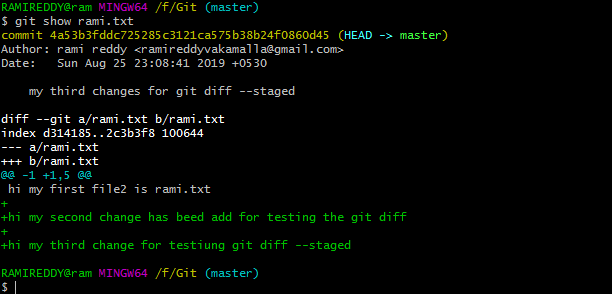 RAMIREDDY@ram MINGW64 /f/Git (master)
$ git show rami.txt
commit 4a53b3fddc725285c3121ca575b38b24f0860d45 (HEAD -> master)
Author: rami reddy <ramireddyvakamalla@gmail.com>
Date:   Sun Aug 25 23:08:41 2019 +0530
    my third changes for git diff --staged
diff --git a/rami.txt b/rami.txt
index d314185..2c3b3f8 100644
--- a/rami.txt
+++ b/rami.txt
@@ -1 +1,5 @@
 hi my first file2 is rami.txt
+
+hi my second change has beed add for testing the git diff
+
+hi my third change for testiung git diff --staged
RAMIREDDY@ram MINGW64 /f/Git (master)
$